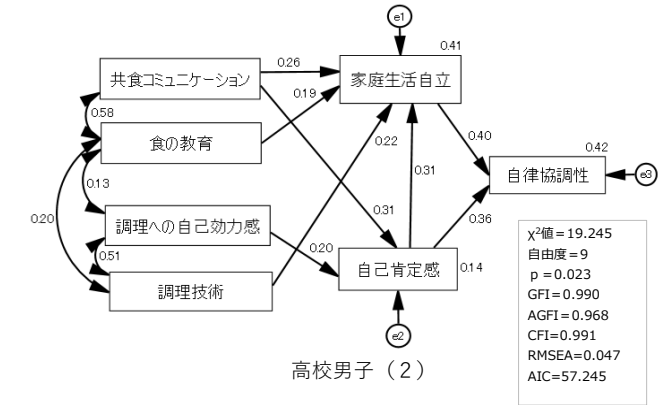 e1
0.41
共食コミュニケーション
0.26
家庭生活自立
0.58
0.19
食の教育
0.22
0.40
0.42
0.13
0.31
自律協調性
e3
0.20
調理への自己効力感
0.31
0.36
0.51
0.20
自己肯定感
0.14
調理技術
e2
高校男子（2）
χ²値=19.245
自由度=9
p=0.023
GFI=0.990
AGFI=0.968
CFI=0.991
RMSEA=0.047
AIC=57.245